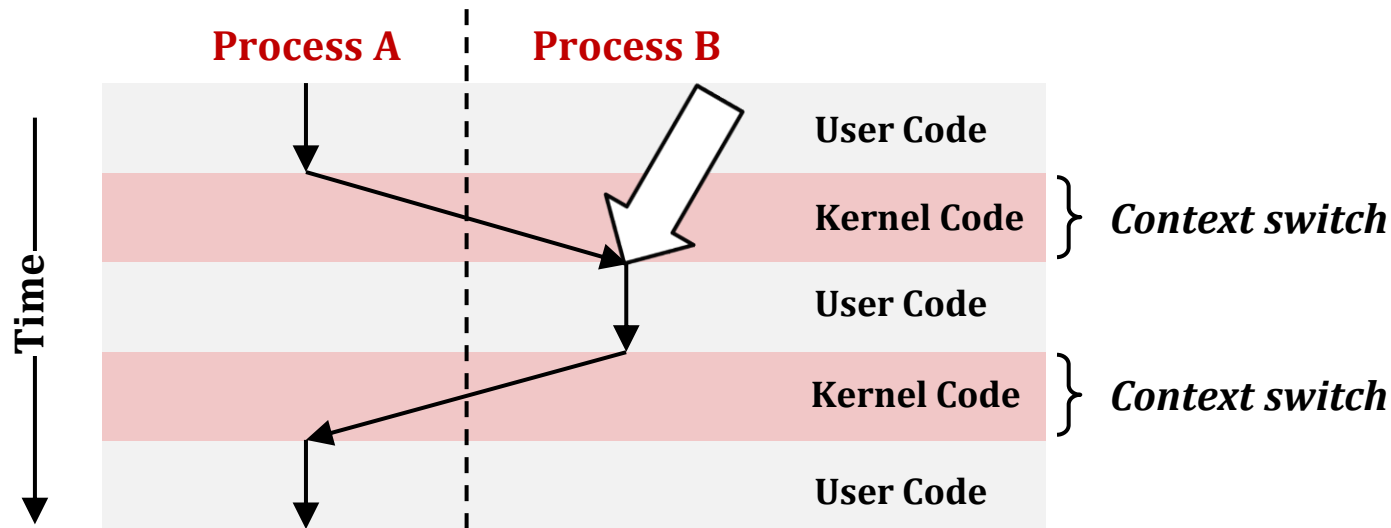 Process A
Process B
User Code
Kernel Code
Context switch
User Code
Time
Kernel Code
Context switch
User Code